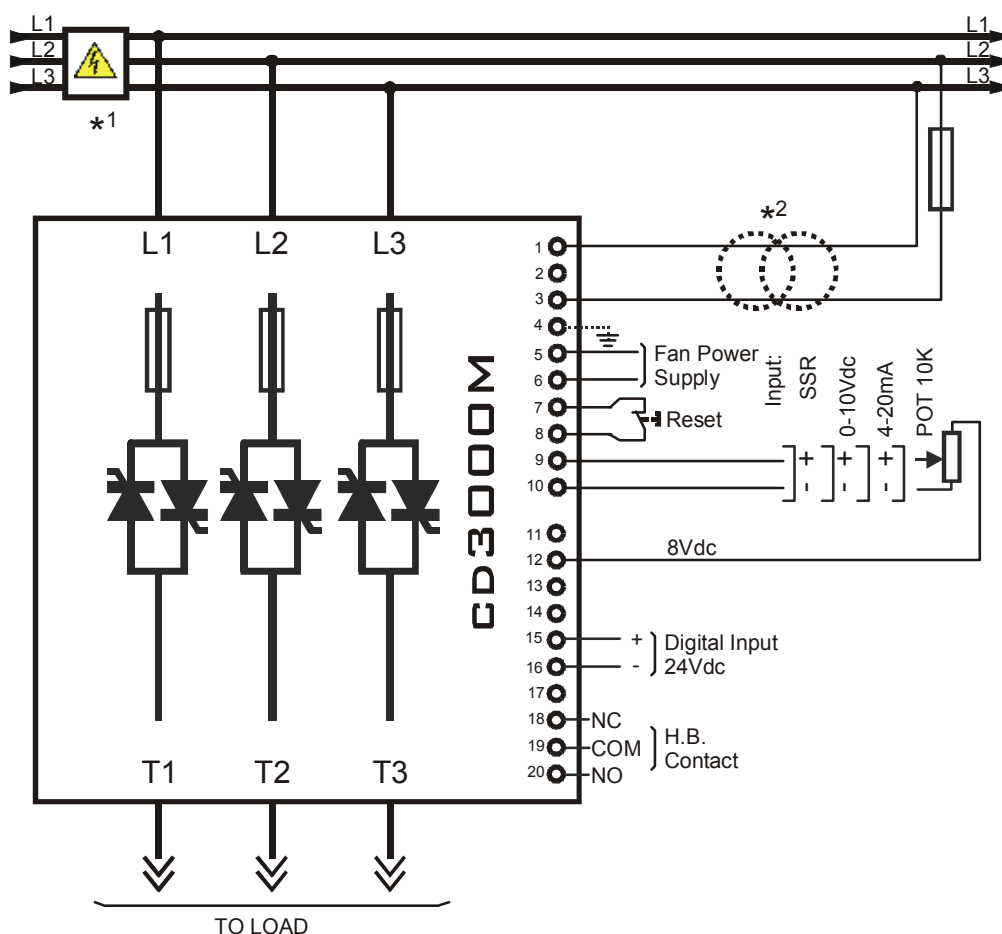 L1 L1
L2 L2
L3 L3
*1
*2
L1 L2 L3
1
2
3
4
5
6
Fan Power
Supply
7
8
Reset
9
10
Input:
SSR
+
-
0-10Vdc
+
-
4-20mA
+
-
POT 10K
CD3000M
11
12
8Vdc
13
14
15 +
16 -
Digital Input
24Vdc
17
18 NC
19 COM
20 NO
H.B.
Contact
T1 T2 T3
TO LOAD